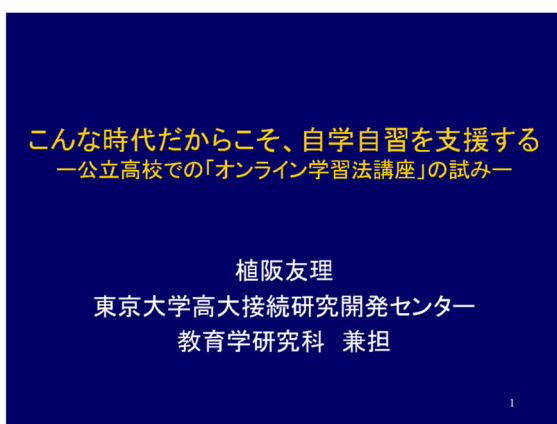 こんな時代だからこそ、自学自習を支援する
ー公立高校での「オンライン学習法講座」の試みー
植阪友理
東京大学高大接続研究開発センター
教育学研究科　兼担
1